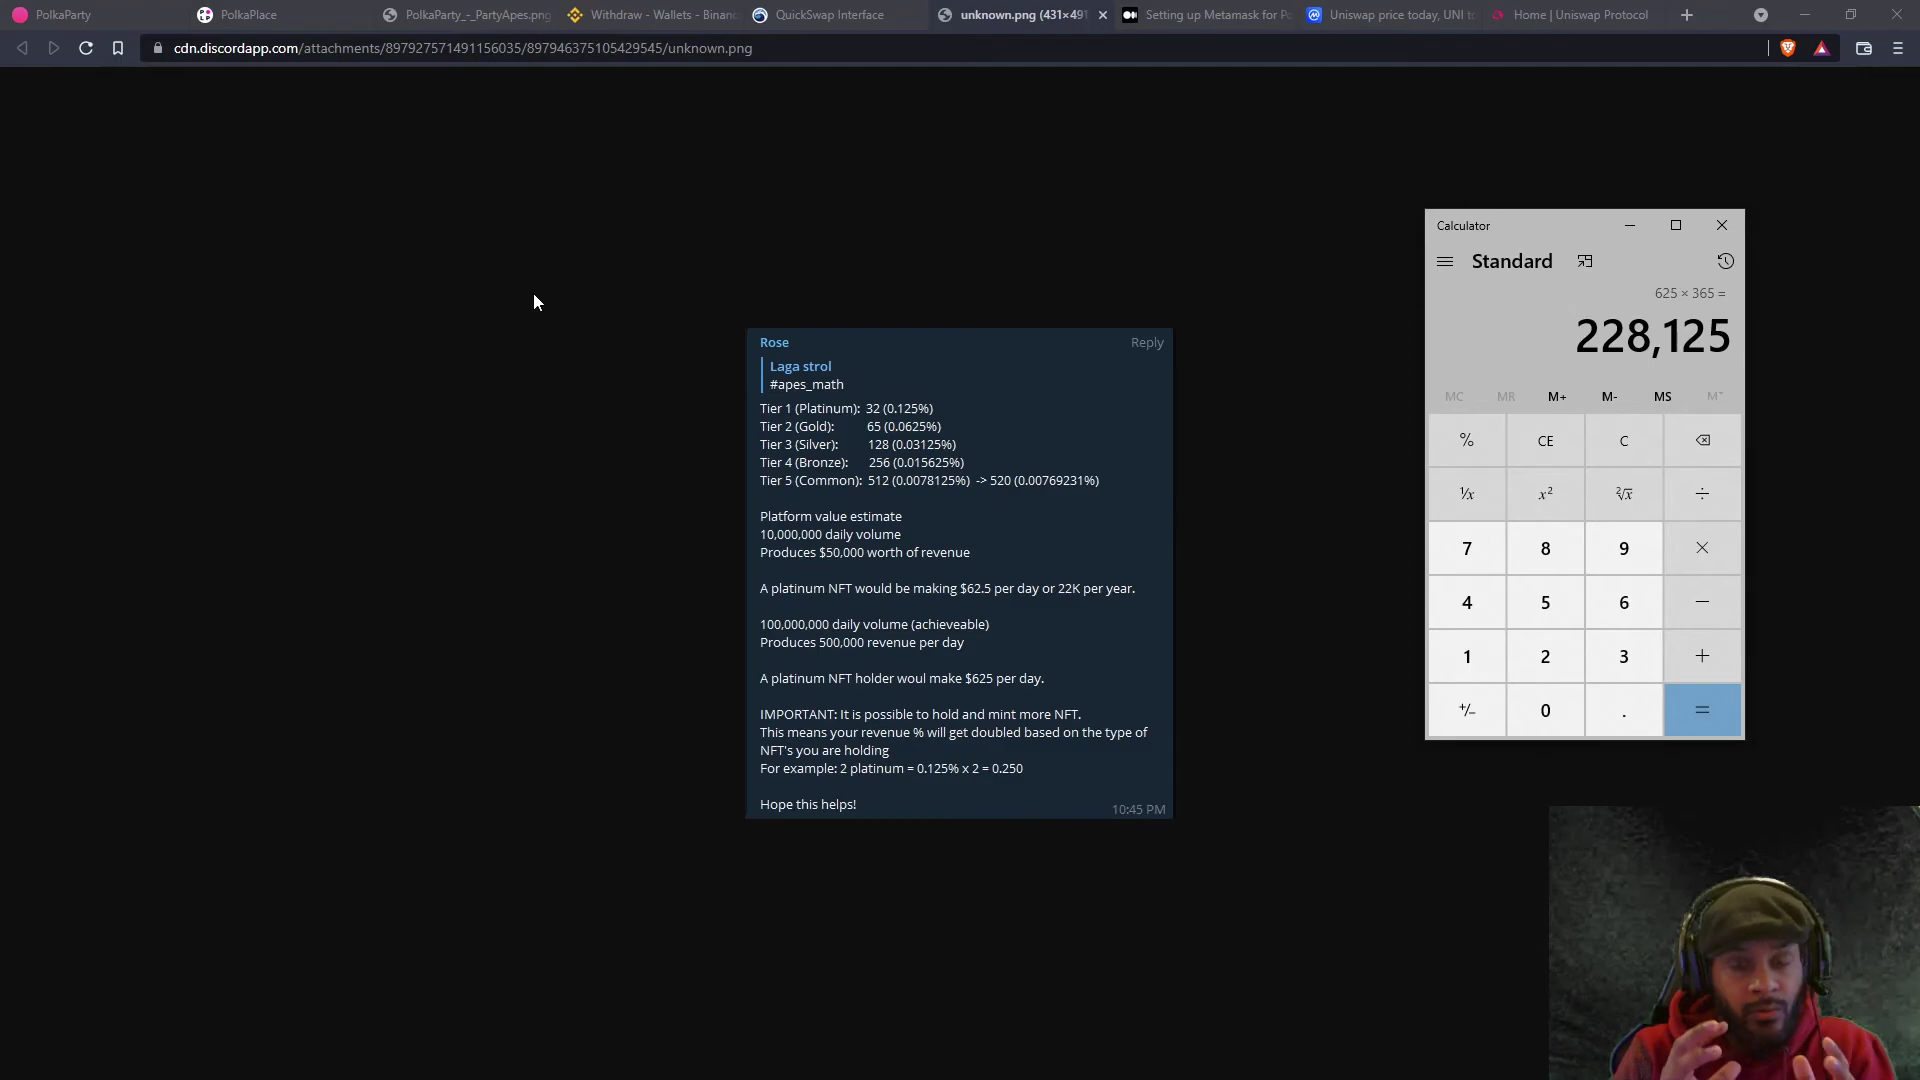 PolkaParty
PolkaPlace
PolkaParty_-_PartyApes.png
Withdraw - Wallets - Binanc
QuickSwap Interface
unknown.png (431×491
Setting up Metamask for Po
Uniswap price today, UNI to
Home | Uniswap Protocol
cdn.discordapp.com/attachments/897927571491156035/897946375105429545/unknown.png
Rose
Reply
Laga strol
#apes_math
Tier 1 (Platinum): 32 (0.125%)
Tier 2 (Gold): 65 (0.0625%)
Tier 3 (Silver): 128 (0.03125%)
Tier 4 (Bronze): 256 (0.015625%)
Tier 5 (Common): 512 (0.0078125%) -> 520 (0.00769231%)
Platform value estimate
10,000,000 daily volume
Produces $50,000 worth of revenue
A platinum NFT would be making $62.5 per day or 22K per year.
100,000,000 daily volume (achieveable)
Produces 500,000 revenue per day
A platinum NFT holder woul make $625 per day.
IMPORTANT: It is possible to hold and mint more NFT.
This means your revenue % will get doubled based on the type of
NFT's you are holding
For example: 2 platinum = 0.125% x 2 = 0.250
Hope this helps!
10:45 PM
Calculator
Standard
625 × 365 =
228,125
MC MR M+ M- MS M˅
% CE C
¹/x x² ²√x ÷
7 8 9 ×
4 5 6 −
1 2 3 +
+/− 0 . =